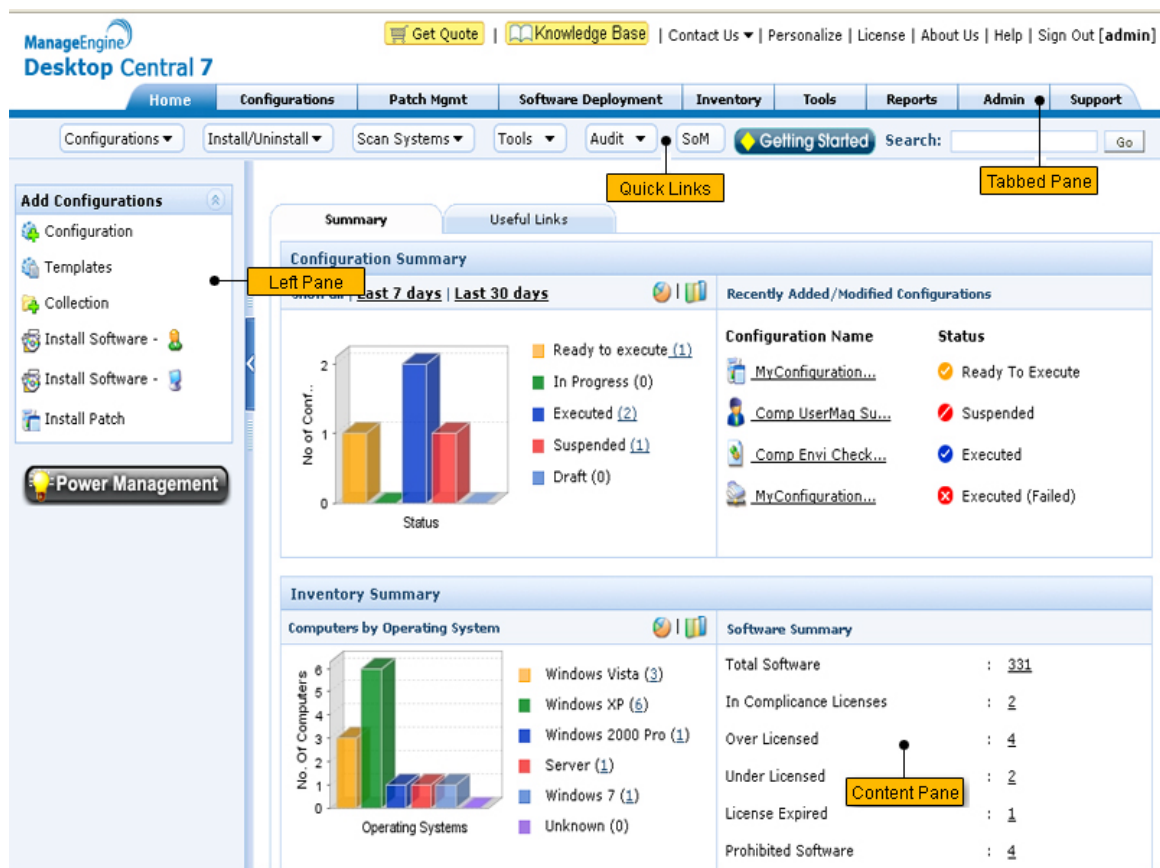 ManageEngine
Desktop Central 7
Get Quote | Knowledge Base | Contact Us | Personalize | License | About Us | Help | Sign Out [admin]
Home Configurations Patch Mgmt Software Deployment Inventory Tools Reports Admin Support
Configurations Install/Uninstall Scan Systems Tools Audit SoM Getting Started Search: Go
Quick Links
Tabbed Pane
Add Configurations
Configuration
Templates
Collection
Install Software -
Install Software -
Install Patch
Power Management
Left Pane
Summary Useful Links
Configuration Summary
Last 7 days | Last 30 days
No of Conf..
2
1
0
Status
Ready to execute (1)
In Progress (0)
Executed (2)
Suspended (1)
Draft (0)
Recently Added/Modified Configurations
Configuration Name Status
MyConfiguration... Ready To Execute
Comp UserMag Su... Suspended
Comp Envi Check... Executed
MyConfiguration... Executed (Failed)
Inventory Summary
Computers by Operating System
No. Of Computers
6
5
4
3
2
1
0
Operating Systems
Windows Vista (3)
Windows XP (6)
Windows 2000 Pro (1)
Server (1)
Windows 7 (1)
Unknown (0)
Software Summary
Total Software : 331
In Complicance Licenses : 2
Over Licensed : 4
Under Licensed : 2
License Expired : 1
Prohibited Software : 4
Content Pane